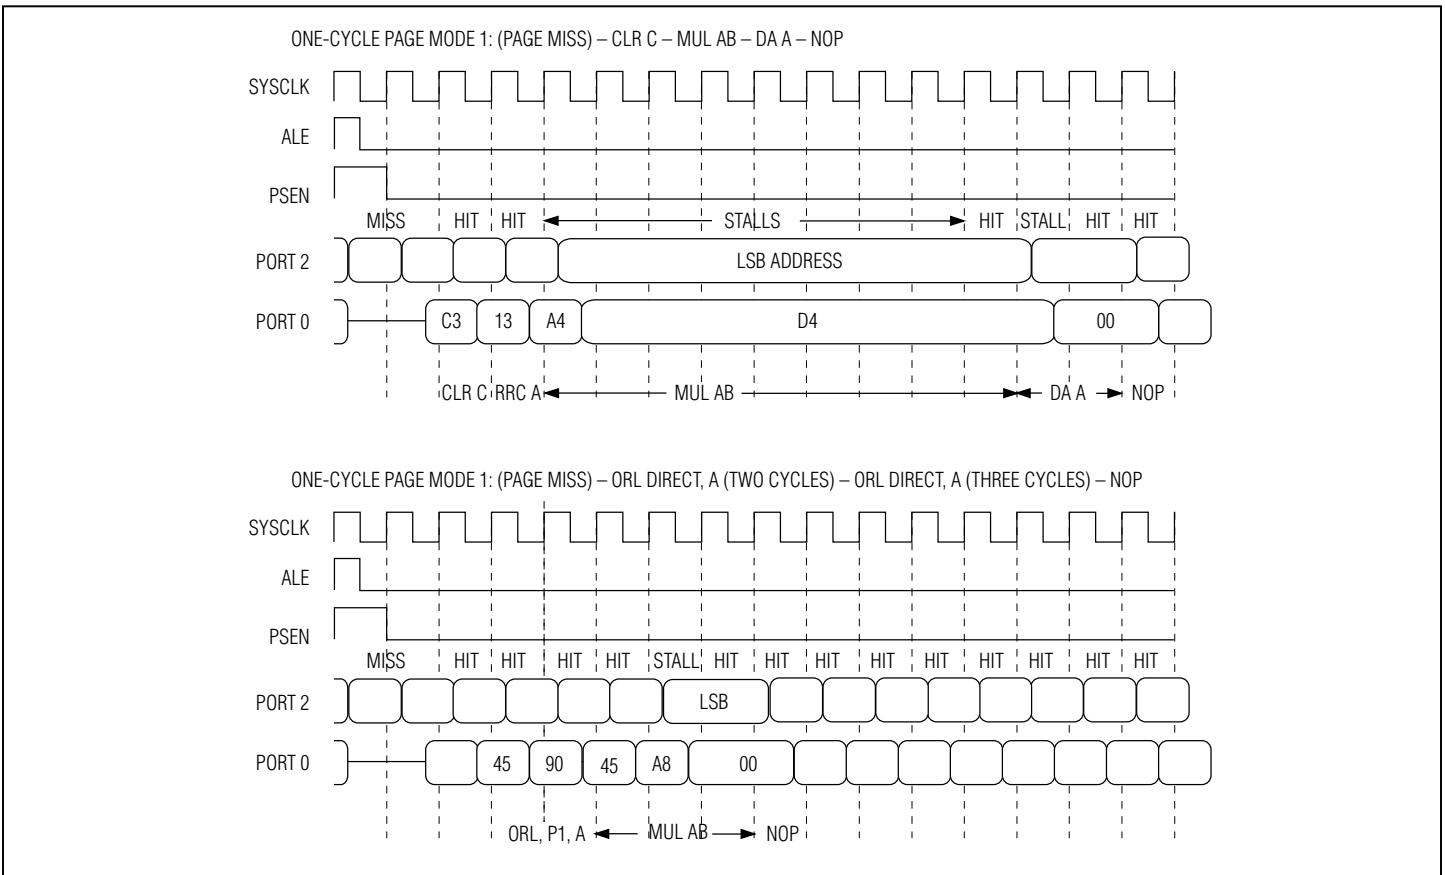 ONE-CYCLE PAGE MODE 1: (PAGE MISS) – CLR C – MUL AB – DA A – NOP
SYSCLK
ALE
PSEN
MISS HIT HIT STALLS HIT STALL HIT HIT
PORT 2 LSB ADDRESS
PORT 0 C3 13 A4 D4 00
CLR C RRC A MUL AB DA A NOP
ONE-CYCLE PAGE MODE 1: (PAGE MISS) – ORL DIRECT, A (TWO CYCLES) – ORL DIRECT, A (THREE CYCLES) – NOP
SYSCLK
ALE
PSEN
MISS HIT HIT HIT HIT STALL HIT HIT HIT HIT HIT HIT HIT HIT HIT
PORT 2 LSB
PORT 0 45 90 45 A8 00
ORL, P1, A MUL AB NOP